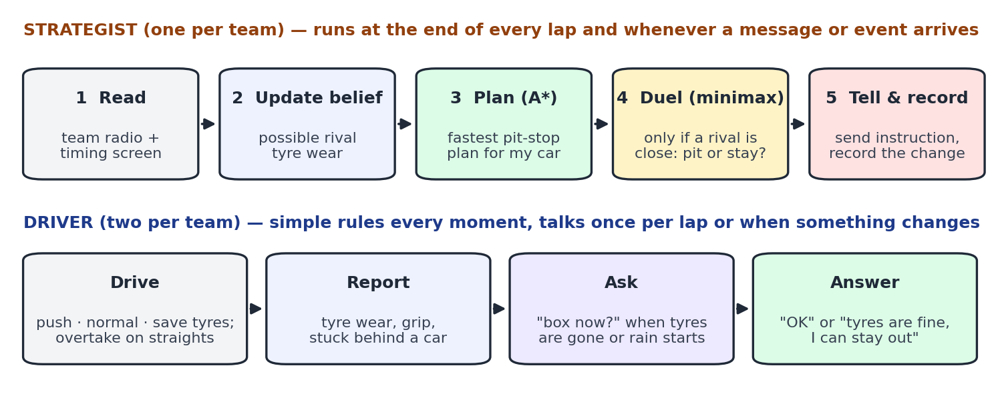 STRATEGIST (one per team) — runs at the end of every lap and whenever a message or event arrives
1 Read
team radio +
timing screen
2 Update belief
possible rival
tyre wear
3 Plan (A*)
fastest pit-stop
plan for my car
4 Duel (minimax)
only if a rival is
close: pit or stay?
5 Tell & record
send instruction,
record the change
DRIVER (two per team) — simple rules every moment, talks once per lap or when something changes
Drive
push · normal · save tyres;
overtake on straights
Report
tyre wear, grip,
stuck behind a car
Ask
"box now?" when tyres
are gone or rain starts
Answer
"OK" or "tyres are fine,
I can stay out"